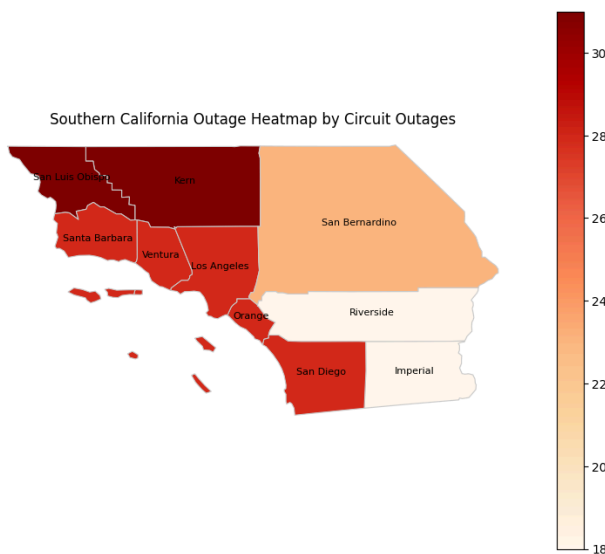 Southern California Outage Heatmap by Circuit Outages
San Luis Obispo
Kern
San Bernardino
Santa Barbara
Ventura
Los Angeles
Orange
Riverside
San Diego
Imperial
30
28
26
24
22
20
18